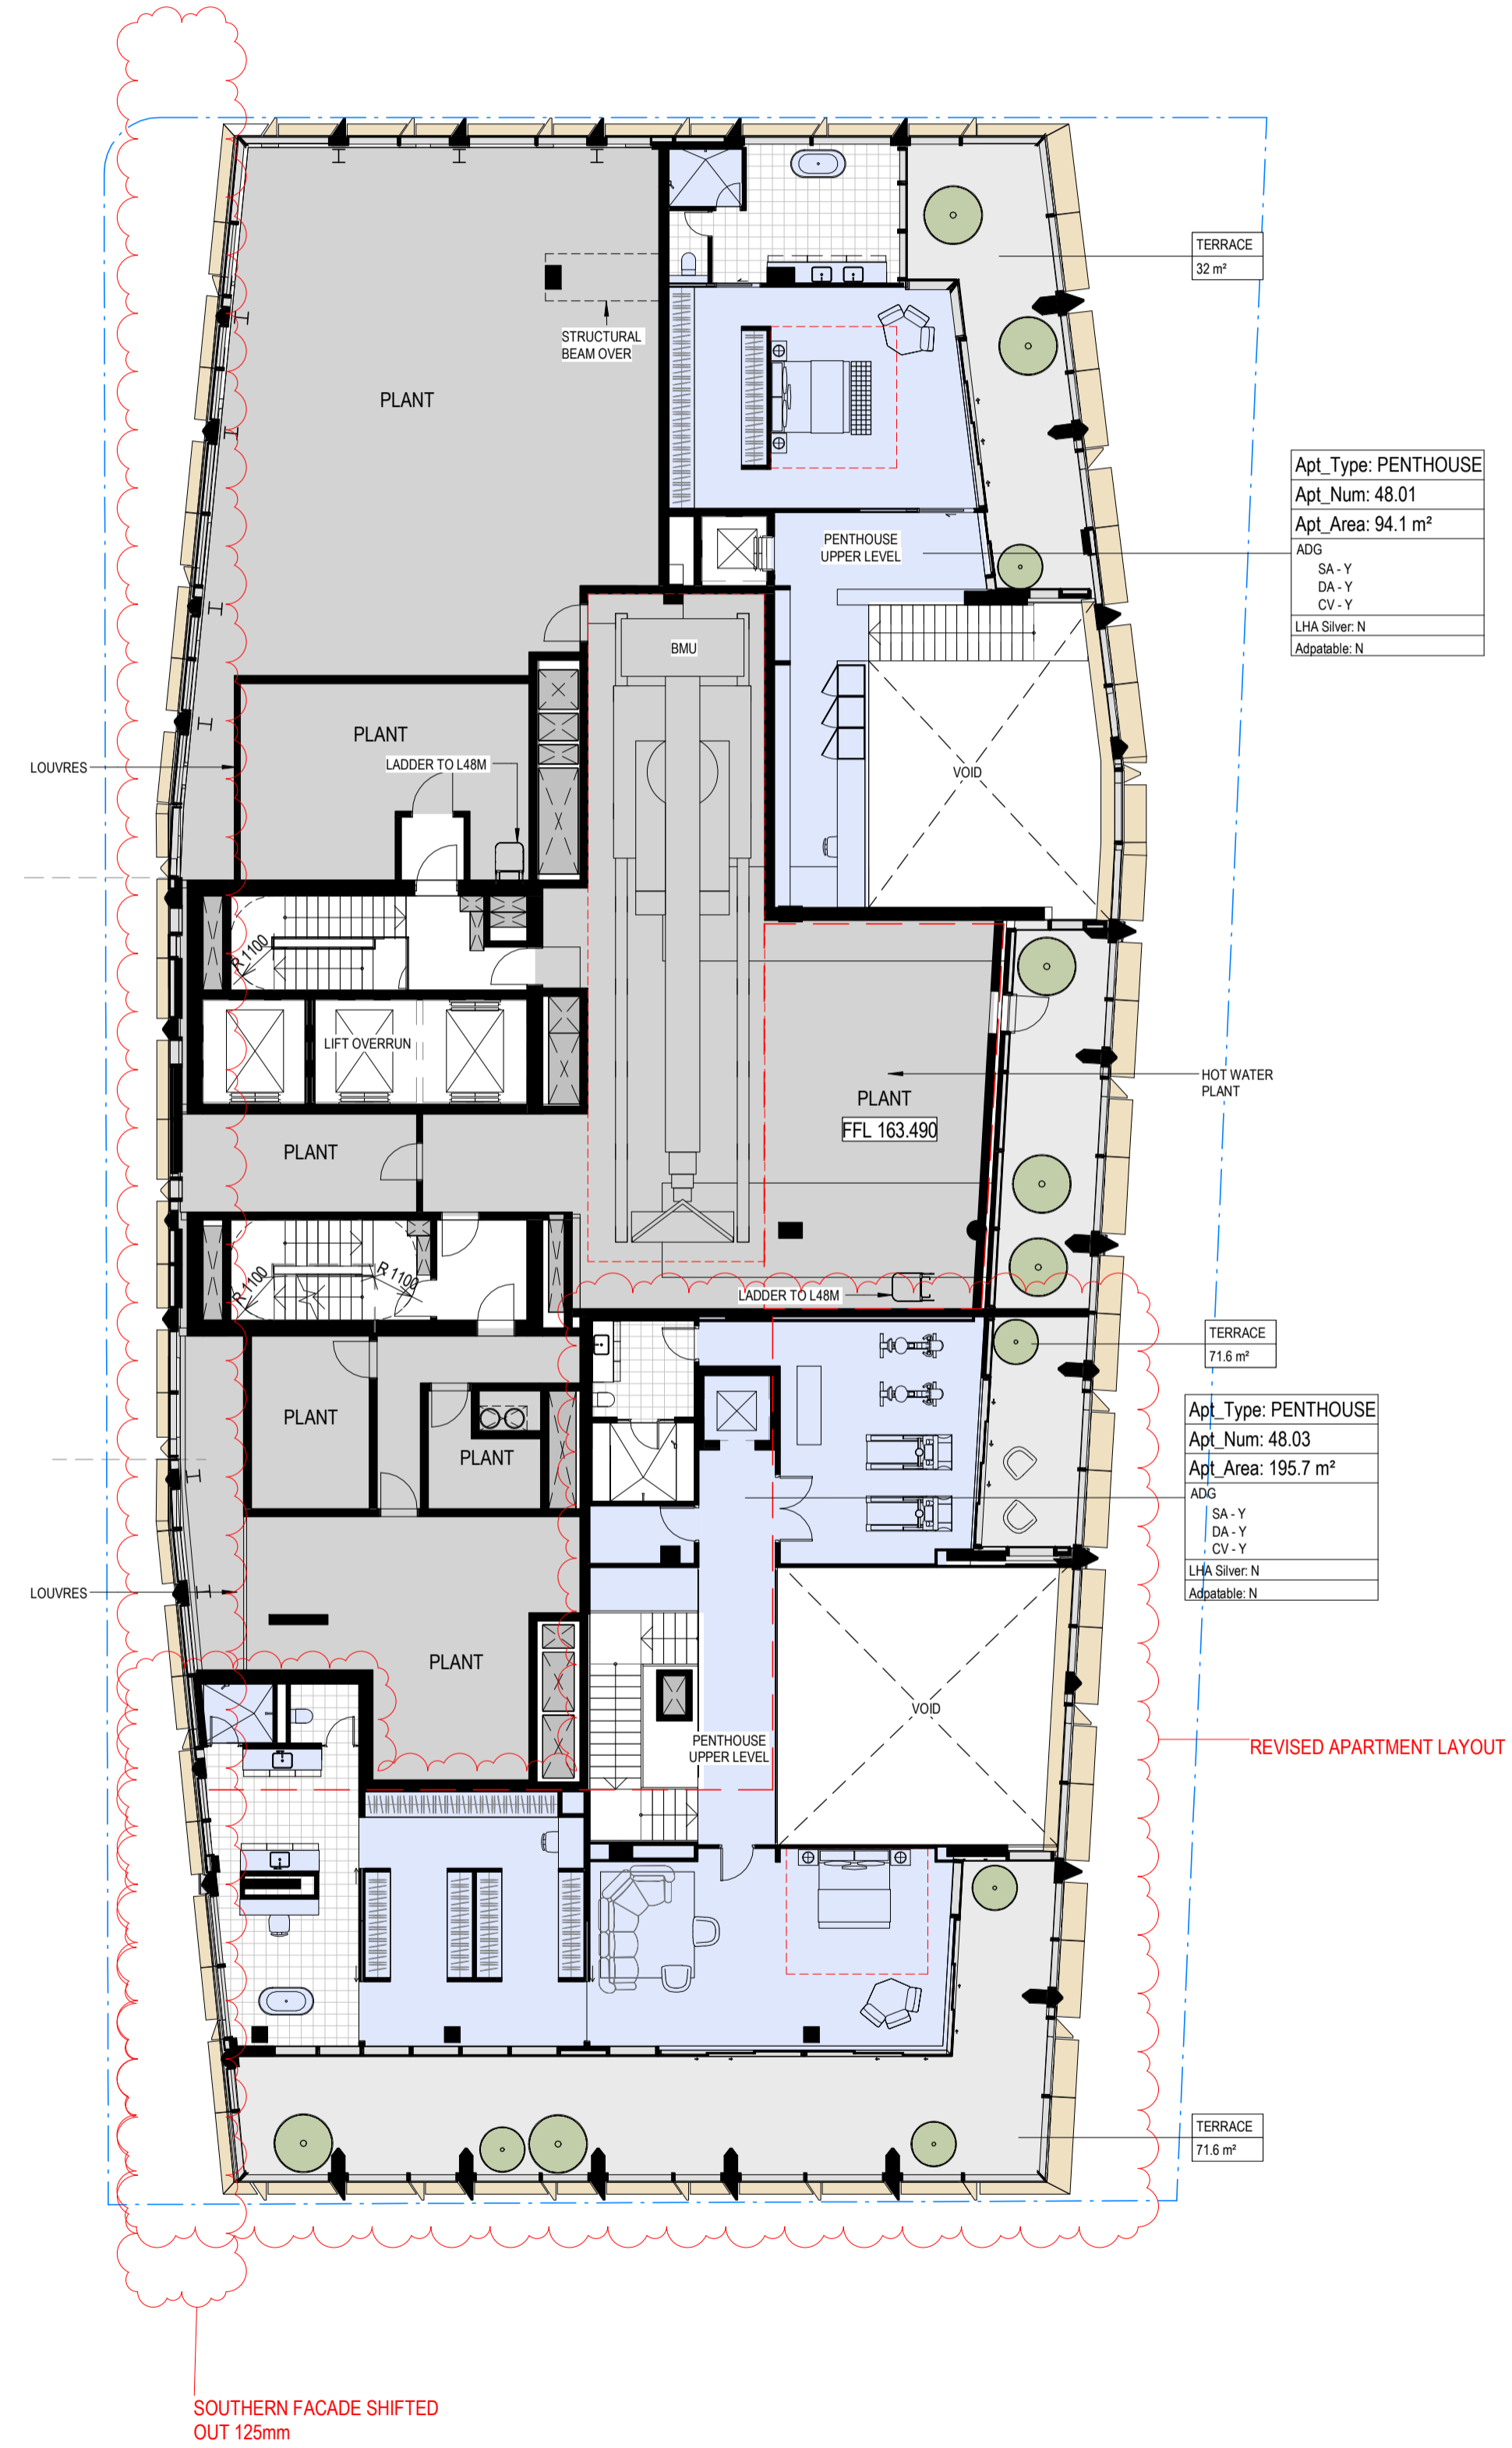 TERRACE
32 m²
STRUCTURAL
BEAM OVER
PLANT
Apt_Type: PENTHOUSE
Apt_Num: 48.01
Apt_Area: 94.1 m²
ADG
SA - Y
DA - Y
CV - Y
LHA Silver: N
Adpatable: N
PENTHOUSE
UPPER LEVEL
BMU
PLANT
LADDER TO L48M
LOUVRES
VOID
R 1100
LIFT OVERRUN
HOT WATER
PLANT
PLANT
FFL 163.490
PLANT
R 1100
R 1100
LADDER TO L48M
TERRACE
71.6 m²
PLANT
PLANT
Apt_Type: PENTHOUSE
Apt_Num: 48.03
Apt_Area: 195.7 m²
ADG
SA - Y
DA - Y
CV - Y
LHA Silver: N
Adpatable: N
LOUVRES
PLANT
VOID
PENTHOUSE
UPPER LEVEL
REVISED APARTMENT LAYOUT
TERRACE
71.6 m²
SOUTHERN FACADE SHIFTED
OUT 125mm